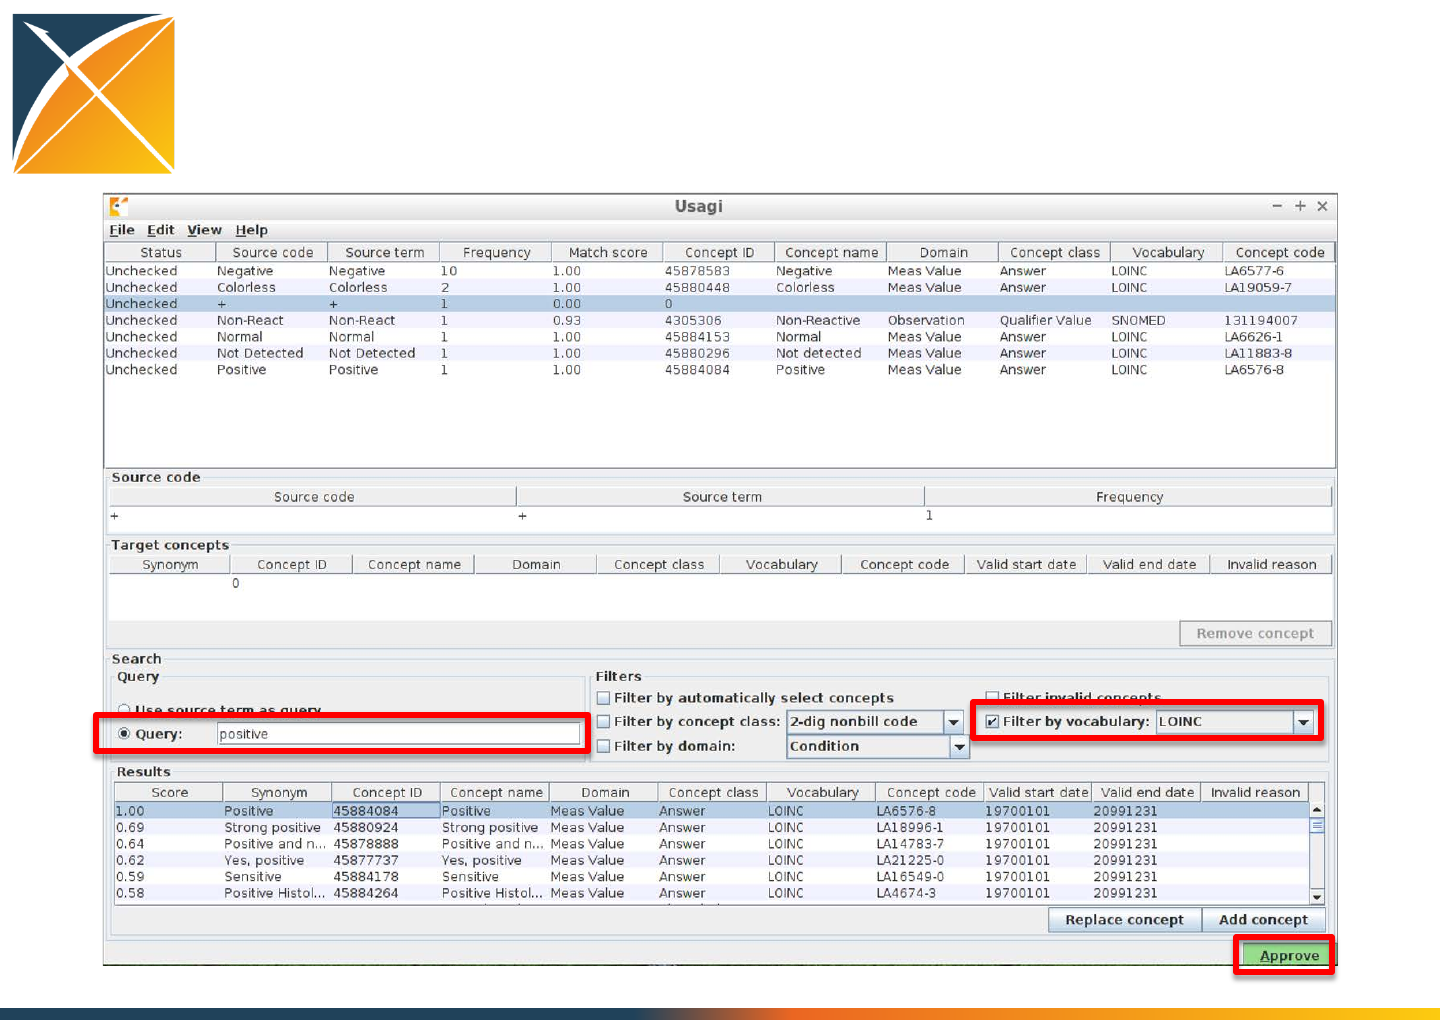 Usagi
File Edit View Help
Status Source code Source term Frequency Match score Concept ID Concept name Domain Concept class Vocabulary Concept code
Unchecked Negative Negative 10 1.00 45878583 Negative Meas Value Answer LOINC LA6577-6
Unchecked Colorless Colorless 2 1.00 45880448 Colorless Meas Value Answer LOINC LA19059-7
Unchecked + + 1 0.00 0
Unchecked Non-React Non-React 1 0.93 4305306 Non-Reactive Observation Qualifier Value SNOMED 131194007
Unchecked Normal Normal 1 1.00 45884153 Normal Meas Value Answer LOINC LA6626-1
Unchecked Not Detected Not Detected 1 1.00 45880296 Not detected Meas Value Answer LOINC LA11883-8
Unchecked Positive Positive 1 1.00 45884084 Positive Meas Value Answer LOINC LA6576-8
Source code
Source code Source term Frequency
+ + 1
Target concepts
Synonym Concept ID Concept name Domain Concept class Vocabulary Concept code Valid start date Valid end date Invalid reason
0
Remove concept
Search
Query Filters
Filter by automatically select concepts Filter invalid concepts
Use source term as query
Filter by concept class: 2-dig nonbill code Filter by vocabulary: LOINC
Query: positive
Filter by domain: Condition
Results
Score Synonym Concept ID Concept name Domain Concept class Vocabulary Concept code Valid start date Valid end date Invalid reason
1.00 Positive 45884084 Positive Meas Value Answer LOINC LA6576-8 19700101 20991231
0.69 Strong positive 45880924 Strong positive Meas Value Answer LOINC LA18996-1 19700101 20991231
0.64 Positive and n... 45878888 Positive and n... Meas Value Answer LOINC LA14783-7 19700101 20991231
0.62 Yes, positive 45877737 Yes, positive Meas Value Answer LOINC LA21225-0 19700101 20991231
0.59 Sensitive 45884178 Sensitive Meas Value Answer LOINC LA16549-0 19700101 20991231
0.58 Positive Histol... 45884264 Positive Histol... Meas Value Answer LOINC LA4674-3 19700101 20991231
Replace concept Add concept
Approve